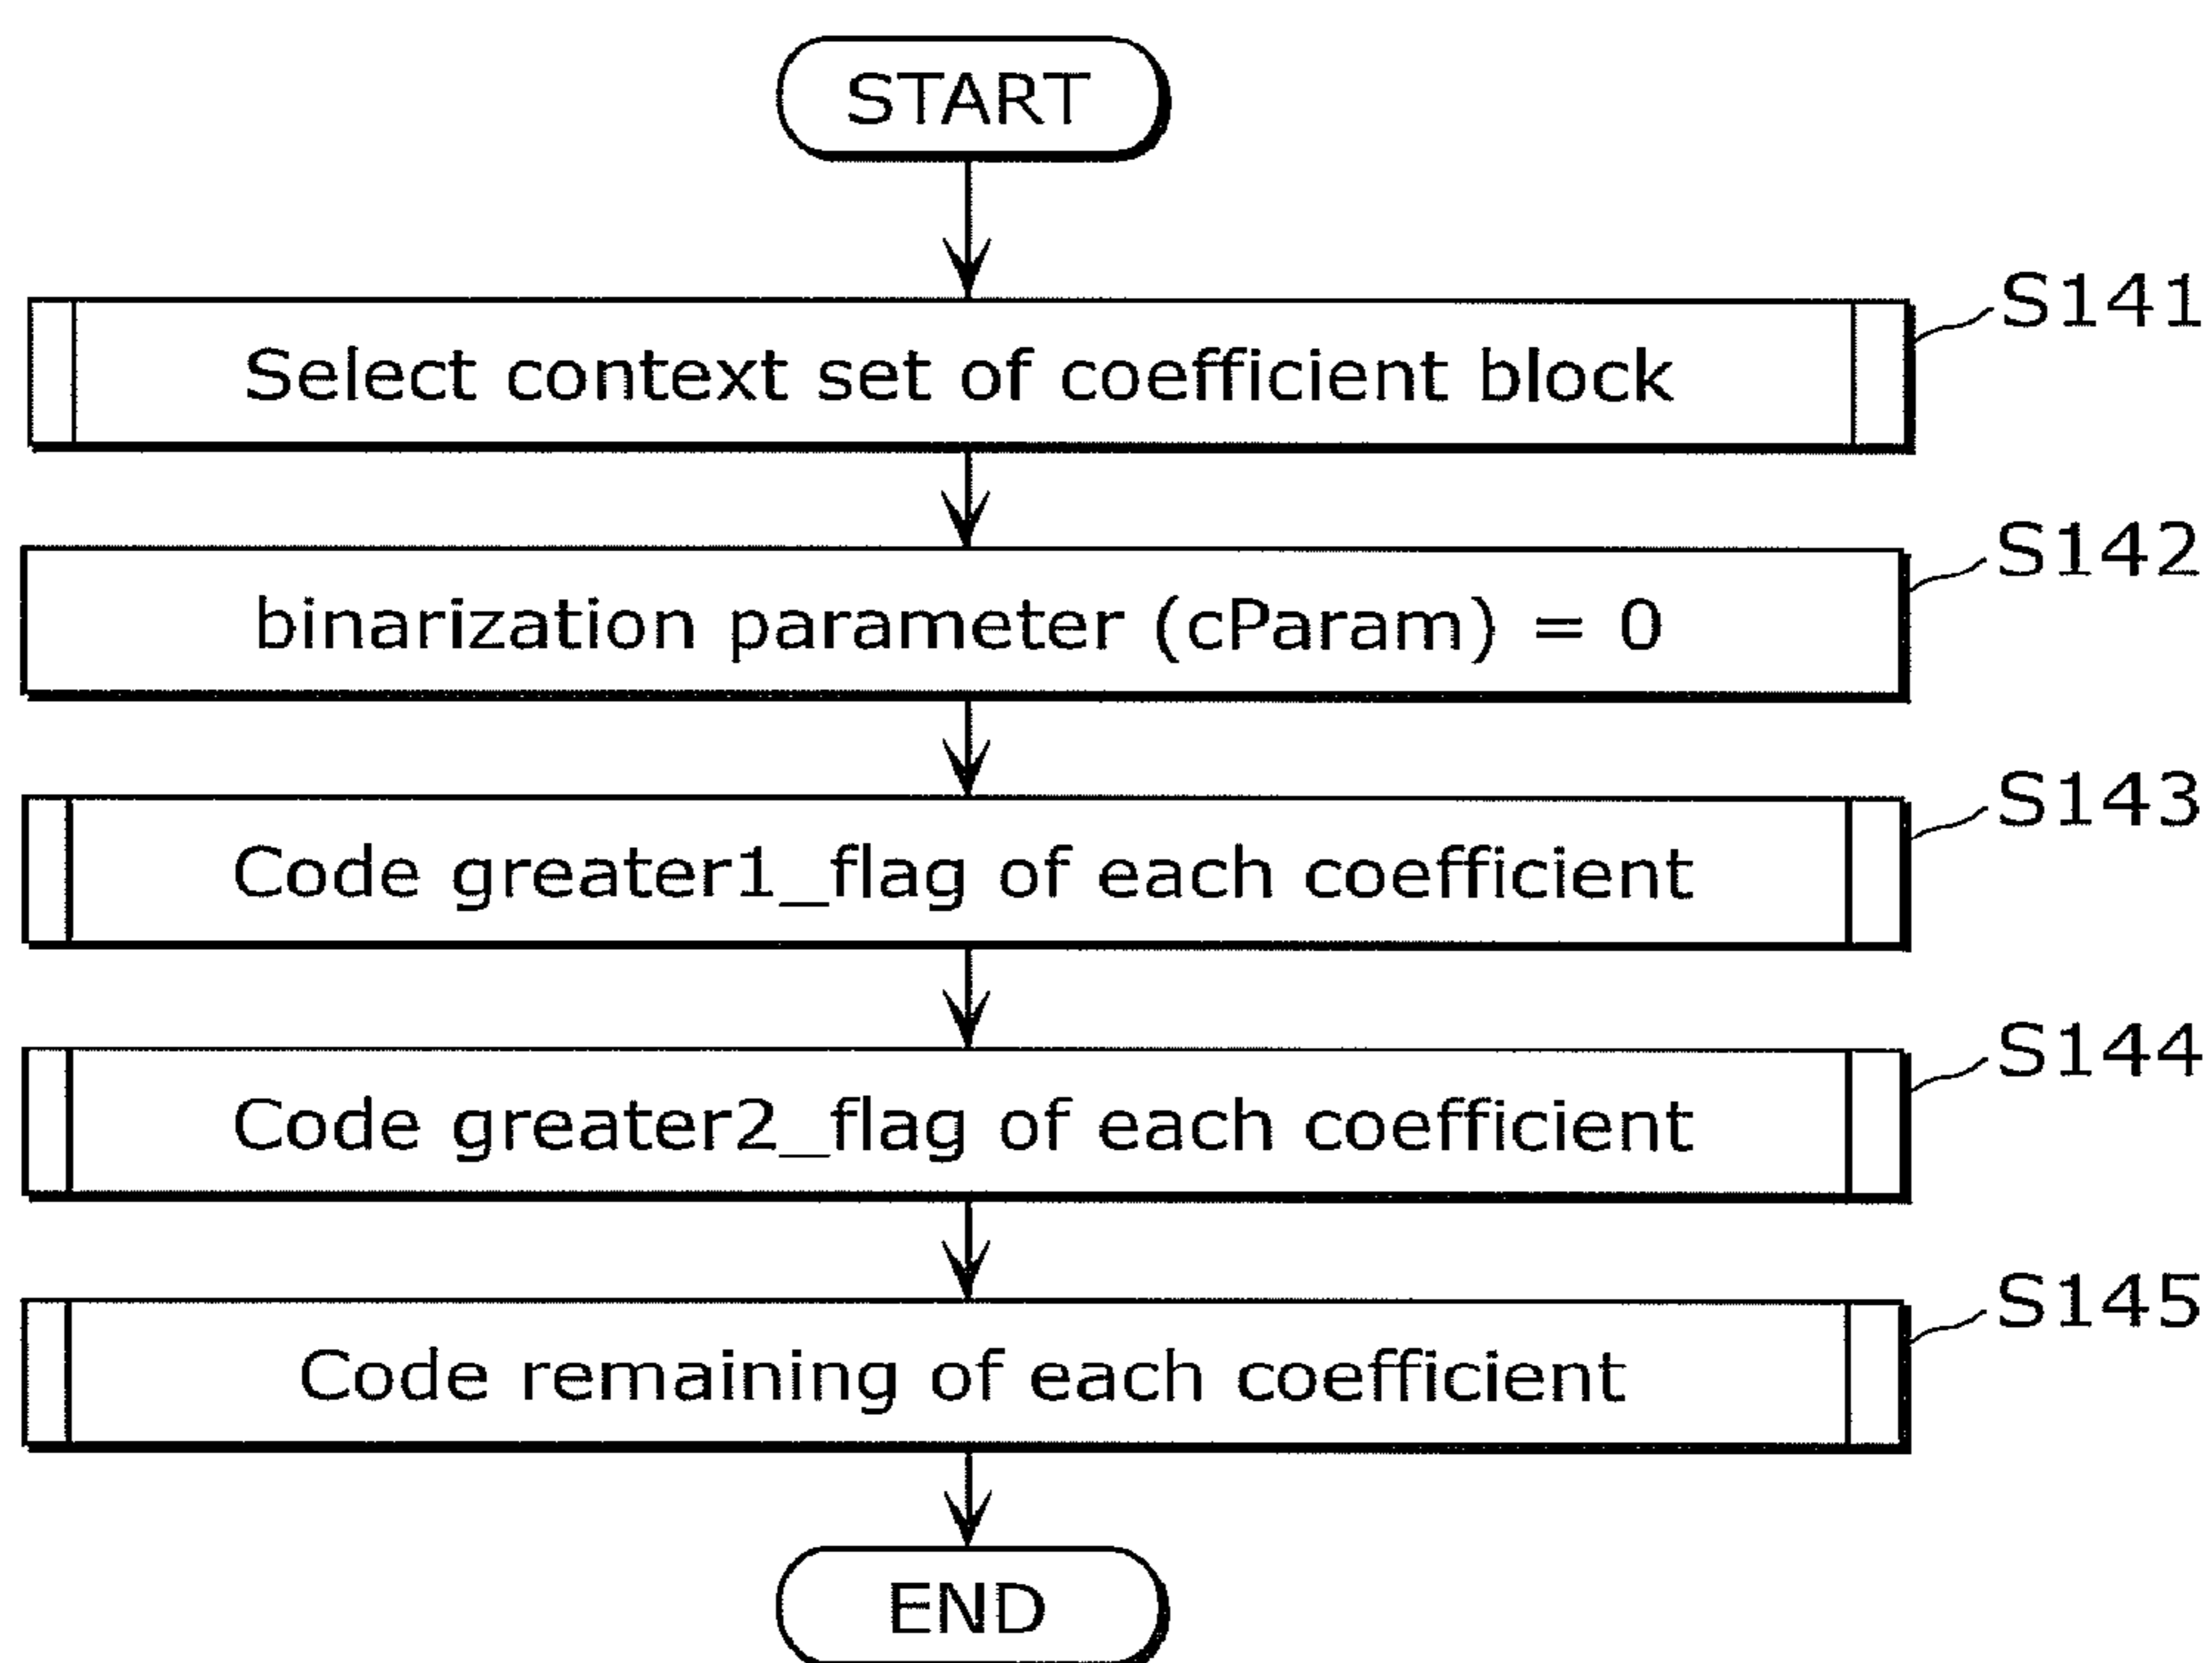 START
S141
Select context set of coefficient block
S142
binarization parameter (cParam) = 0
S143
Code greater1_flag of each coefficient
S144
Code greater2_flag of each coefficient
S145
Code remaining of each coefficient
END